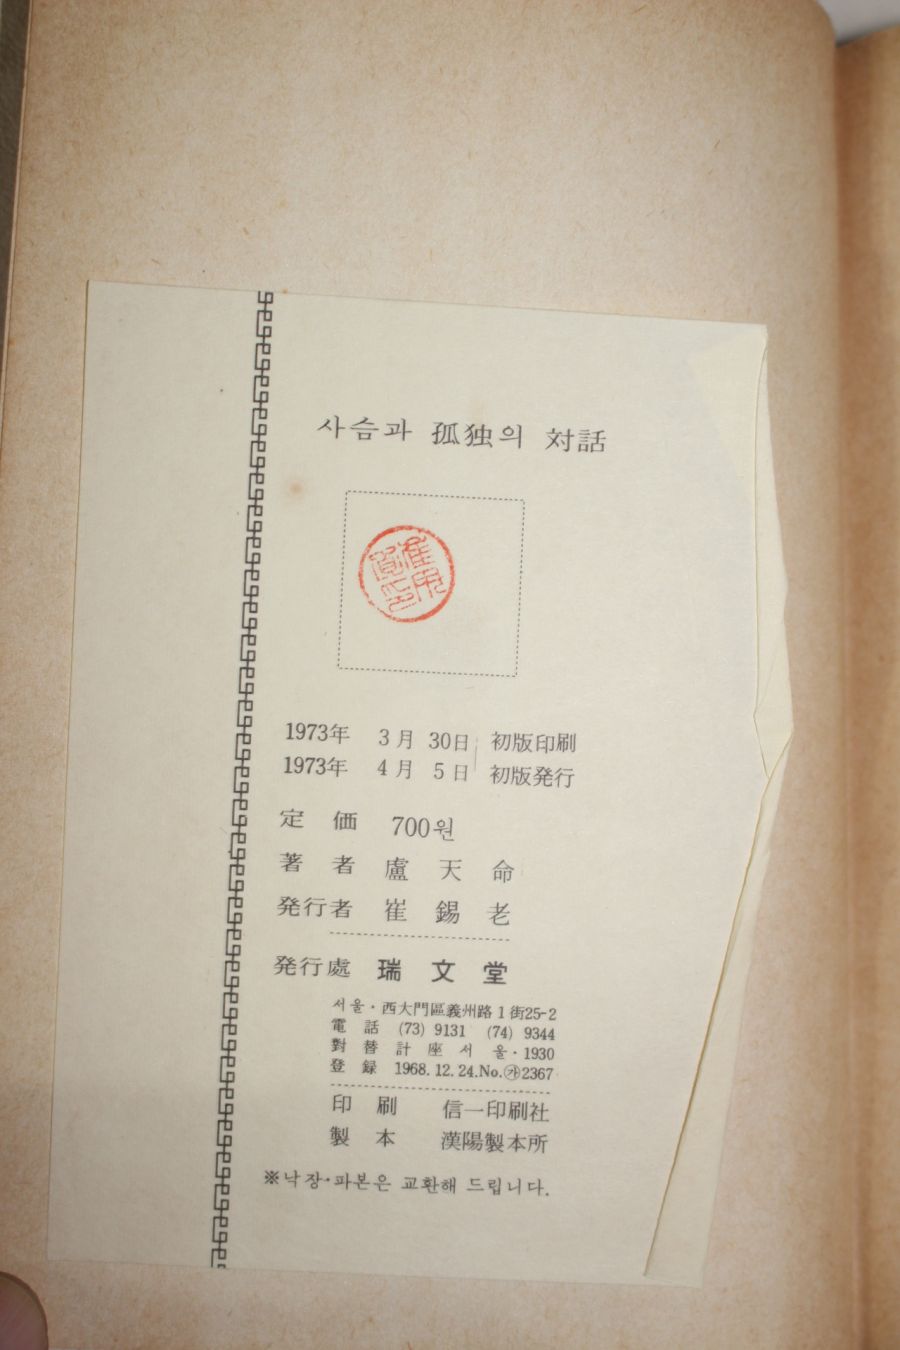 사슴과 孤独의 対話
1973年 3月 30日 初版印刷
1973年 4月 5日 初版発行
定 価 700원
著 者 盧 天 命
発行者 崔 錫 老
発行處 瑞 文 堂
서울·西大門區義州路 1 街25-2
電 話 (73) 9131 (74) 9344
對 替 計 座 서 울·1930
登 録 1968. 12. 24. No.㉮2367
印 刷 信一印刷社
製 本 漢陽製本所
※낙장·파본은 교환해 드립니다.